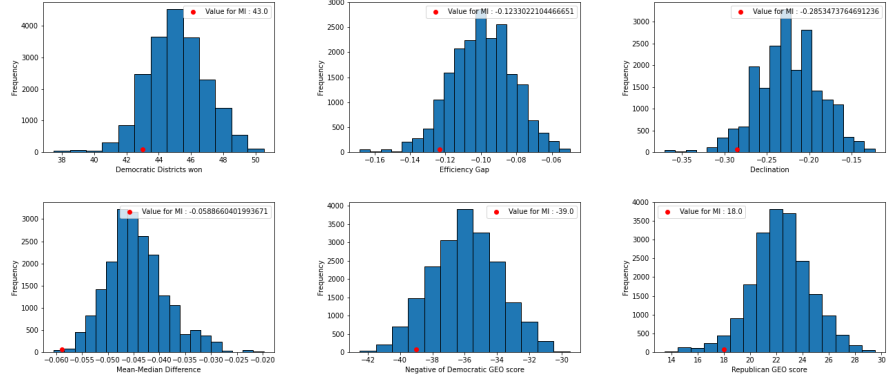 Value for MI : 43.0
Frequency
4000
3000
2000
1000
0
38 40 42 44 46 48 50
Democratic Districts won
Value for MI : -0.1233022104466651
Frequency
2500
2000
1500
1000
500
0
−0.16 −0.14 −0.12 −0.10 −0.08 −0.06
Efficiency Gap
Value for MI : -0.2853473764691236
Frequency
3000
2500
2000
1500
1000
500
0
−0.35 −0.30 −0.25 −0.20 −0.15
Declination
Value for MI : -0.0588660401993671
Frequency
3000
2500
2000
1500
1000
500
0
−0.060 −0.055 −0.050 −0.045 −0.040 −0.035 −0.030 −0.025 −0.020
Mean-Median Difference
Value for MI : -39.0
Frequency
4000
3500
3000
2500
2000
1500
1000
500
0
−42 −40 −38 −36 −34 −32 −30
Negative of Democratic GEO score
Value for MI : 18.0
Frequency
4000
3500
3000
2500
2000
1500
1000
500
0
14 16 18 20 22 24 26 28 30
Republican GEO score